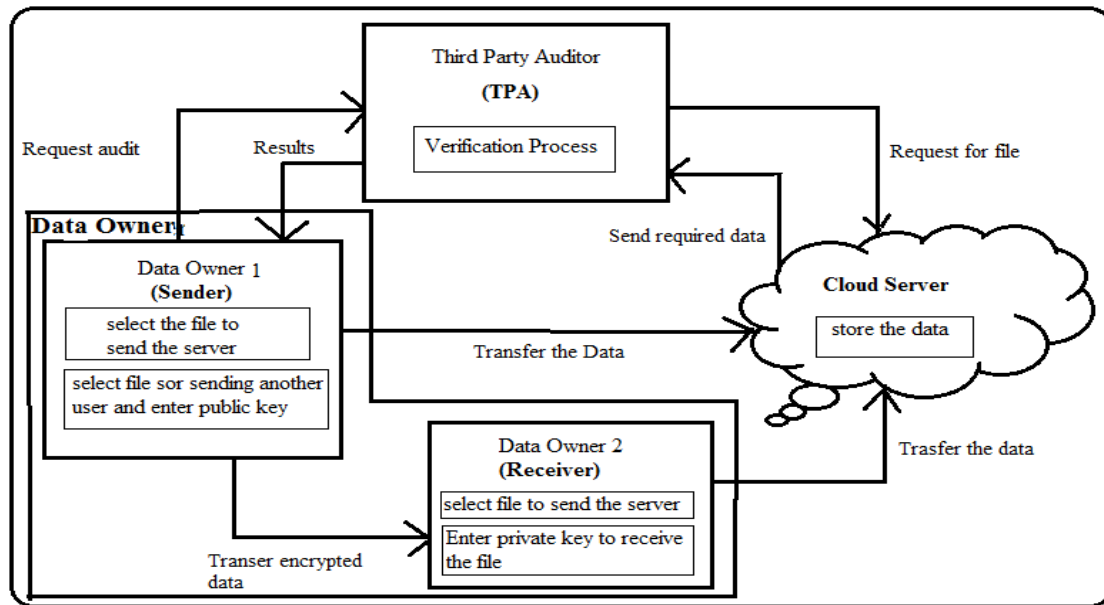 Third Party Auditor
(TPA)
Verification Process
Request audit
Results
Request for file
Send required data
Data Owner
Data Owner 1
(Sender)
select the file to
send the server
select file sor sending another
user and enter public key
Transfer the Data
Cloud Server
store the data
Data Owner 2
(Receiver)
select file to send the server
Enter private key to receive
the file
Trasfer the data
Transer encrypted
data